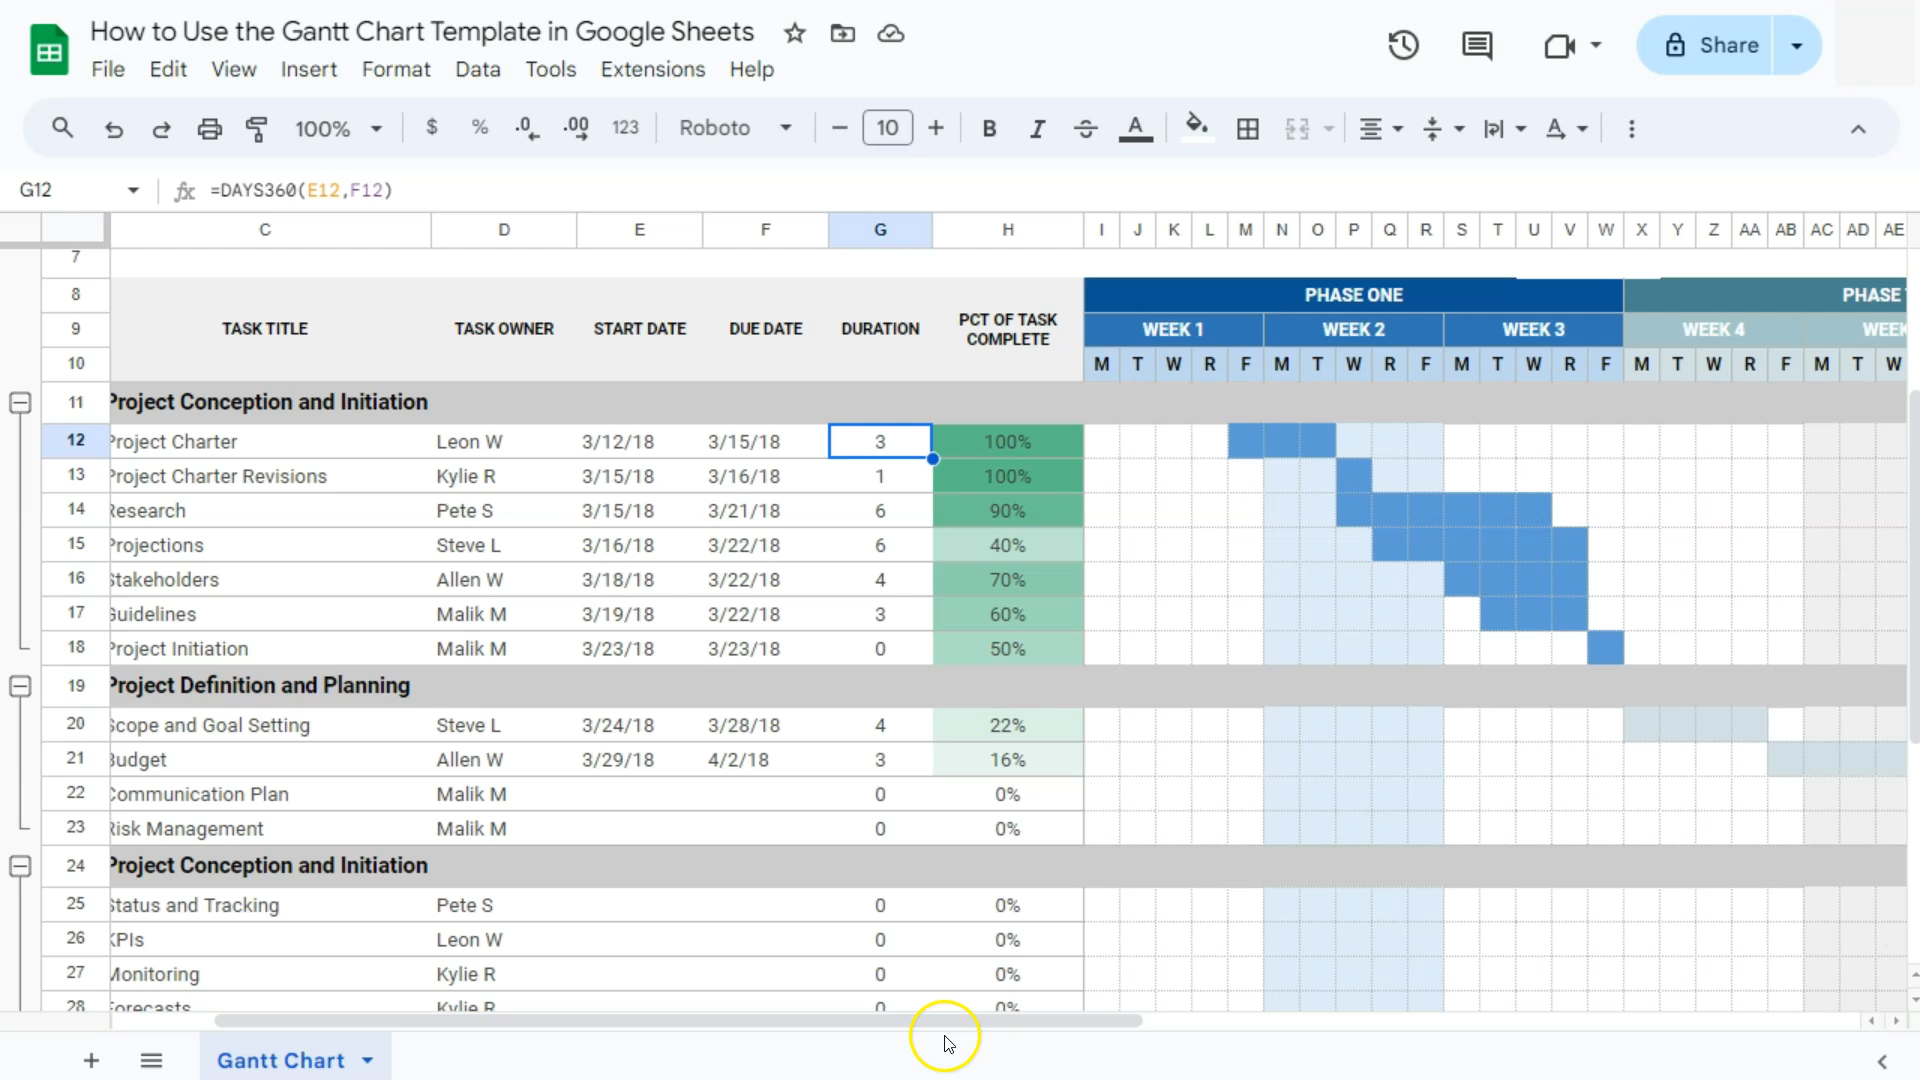 How to Use the Gantt Chart Template in Google Sheets
File Edit View Insert Format Data Tools Extensions Help
Share
100% $ % .0 .00 123 Roboto 10 B I S A A
G12 fx =DAYS360(E12,F12)
C D E F G H I J K L M N O P Q R S T U V W X Y Z AA AB AC AD AE
7
8 PHASE ONE PHASE
9 TASK TITLE TASK OWNER START DATE DUE DATE DURATION PCT OF TASK
COMPLETE WEEK 1 WEEK 2 WEEK 3 WEEK 4 WEEK
10 M T W R F M T W R F M T W R F M T W R F M T W
11 Project Conception and Initiation
12 Project Charter Leon W 3/12/18 3/15/18 3 100%
13 Project Charter Revisions Kylie R 3/15/18 3/16/18 1 100%
14 Research Pete S 3/15/18 3/21/18 6 90%
15 Projections Steve L 3/16/18 3/22/18 6 40%
16 Stakeholders Allen W 3/18/18 3/22/18 4 70%
17 Guidelines Malik M 3/19/18 3/22/18 3 60%
18 Project Initiation Malik M 3/23/18 3/23/18 0 50%
19 Project Definition and Planning
20 Scope and Goal Setting Steve L 3/24/18 3/28/18 4 22%
21 Budget Allen W 3/29/18 4/2/18 3 16%
22 Communication Plan Malik M 0 0%
23 Risk Management Malik M 0 0%
24 Project Conception and Initiation
25 Status and Tracking Pete S 0 0%
26 KPIs Leon W 0 0%
27 Monitoring Kylie R 0 0%
28 Forecasts Kylie R 0 0%
Gantt Chart